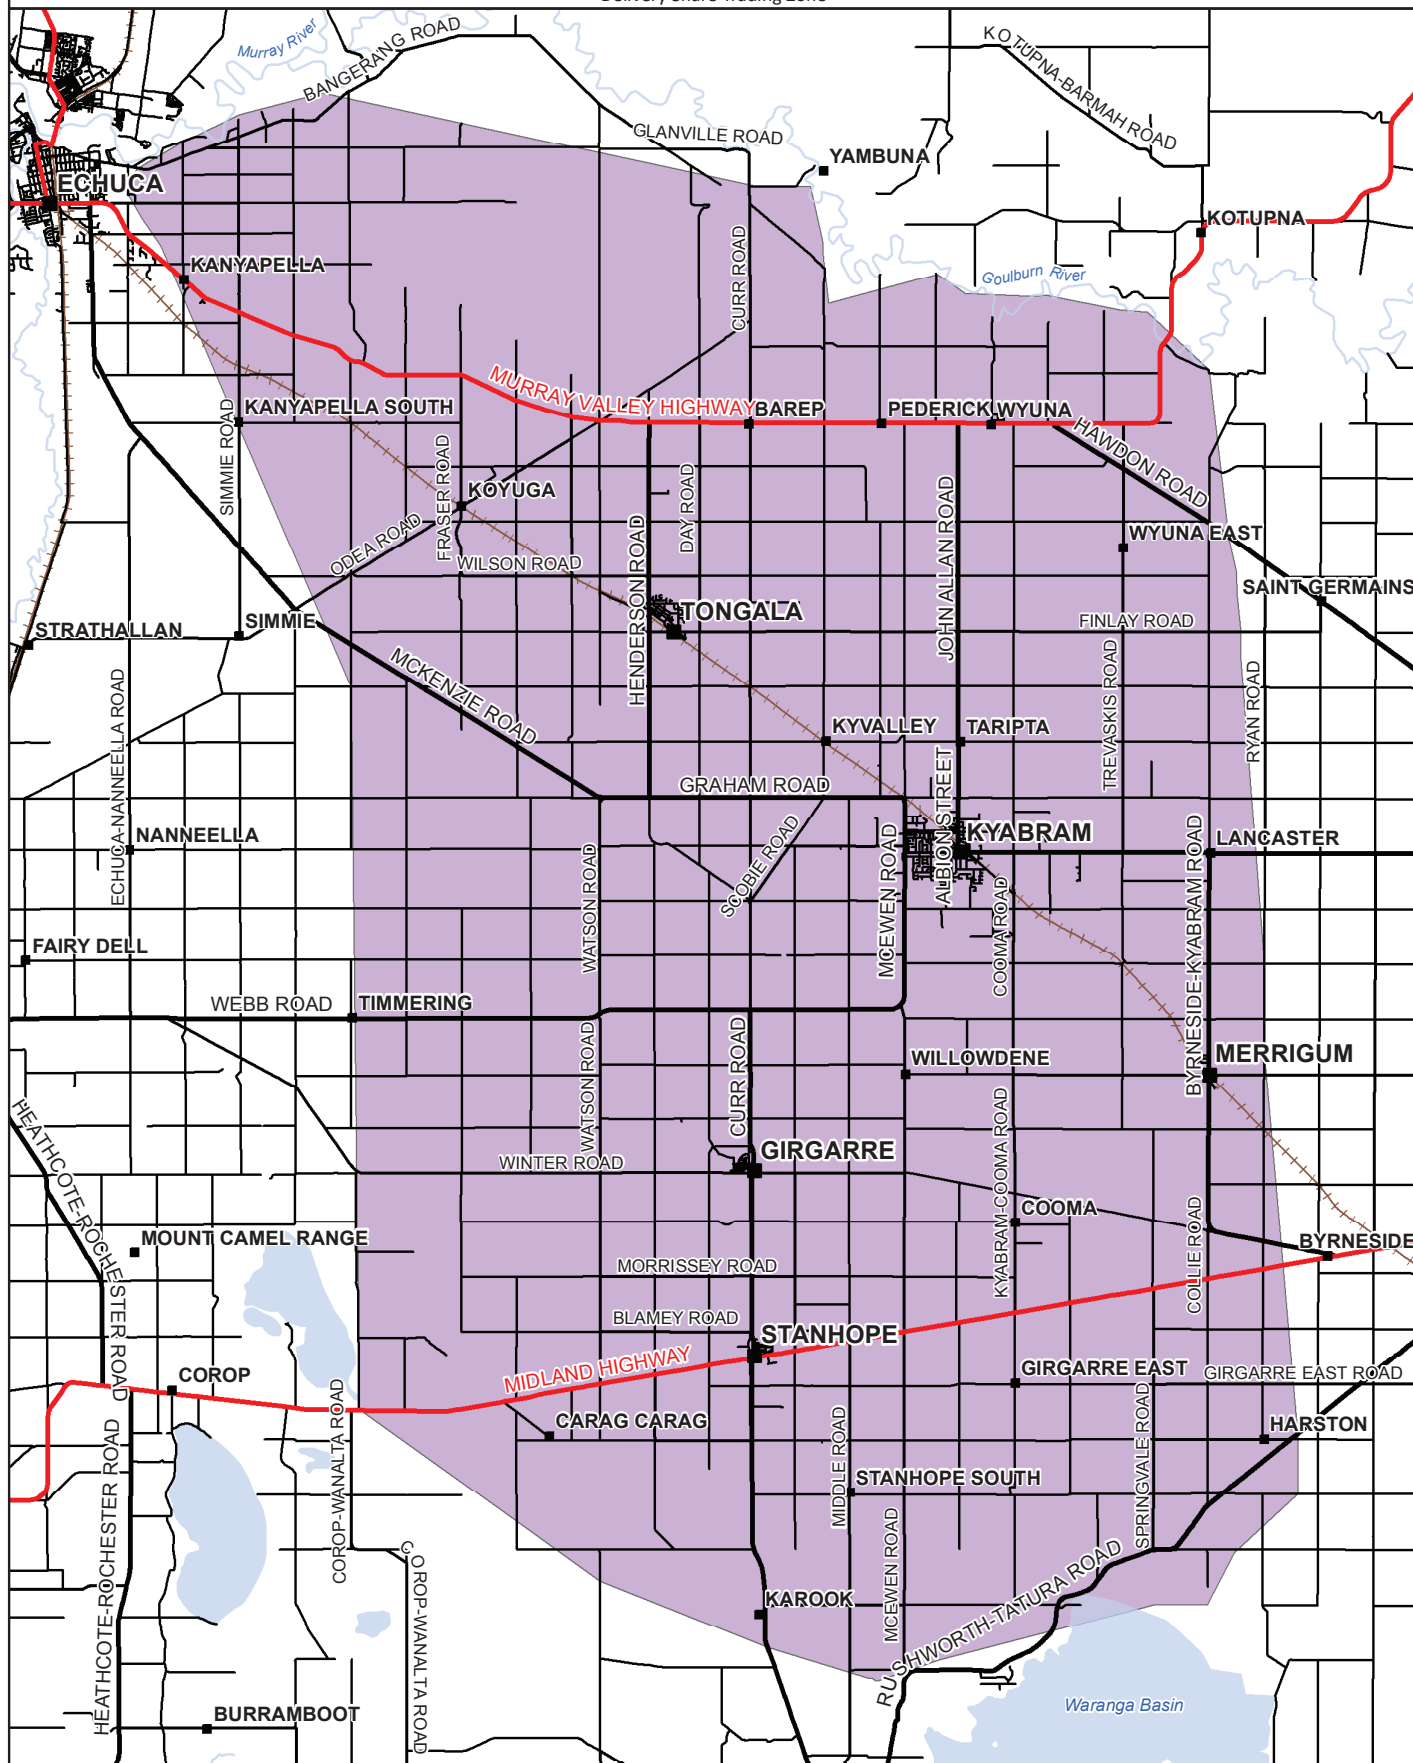 Delivery Share Trading Zone
Murray River
BANGERANG ROAD
KOTUPNA-BARMAH ROAD
GLANVILLE ROAD
YAMBUNA
ECHUCA
KOTUPNA
KANYAPELLA
CURR ROAD
Goulburn River
MURRAY VALLEY HIGHWAY
KANYAPELLA SOUTH
BAREP
PEDERICK
WYUNA
SIMMIE ROAD
HAWDON ROAD
FRASER ROAD
KOYUGA
DAY ROAD
JOHN ALLAN ROAD
ODEA ROAD
HENDERSON ROAD
WYUNA EAST
WILSON ROAD
SAINT GERMAINS
TONGALA
STRATHALLAN
SIMMIE
FINLAY ROAD
MCKENZIE ROAD
ECHUCA-NANNEELLA ROAD
TREVASKIS ROAD
RYAN ROAD
KYVALLEY
TARIPTA
GRAHAM ROAD
ALBION STREET
NANNEELLA
KYABRAM
LANCASTER
SCOBIE ROAD
WATSON ROAD
MCEWEN ROAD
COOMA ROAD
BYRNESIDE-KYABRAM ROAD
FAIRY DELL
WEBB ROAD
TIMMERING
WATSON ROAD
CURR ROAD
WILLOWDENE
MERRIGUM
HEATHCOTE-ROCHESTER ROAD
KYABRAM-COOMA ROAD
GIRGARRE
WINTER ROAD
COOMA
COLLIE ROAD
MOUNT CAMEL RANGE
BYRNESIDE
MORRISSEY ROAD
BLAMEY ROAD
STANHOPE
MIDLAND HIGHWAY
COROP
GIRGARRE EAST
GIRGARRE EAST ROAD
COROP-WANALTA ROAD
CARAG CARAG
MIDDLE ROAD
SPRINGVALE ROAD
HARSTON
HEATHCOTE-ROCHESTER ROAD
STANHOPE SOUTH
MCEWEN ROAD
COROP-WANALTA ROAD
KAROOK
RUSHWORTH-TATURA ROAD
Waranga Basin
BURRAMBOOT